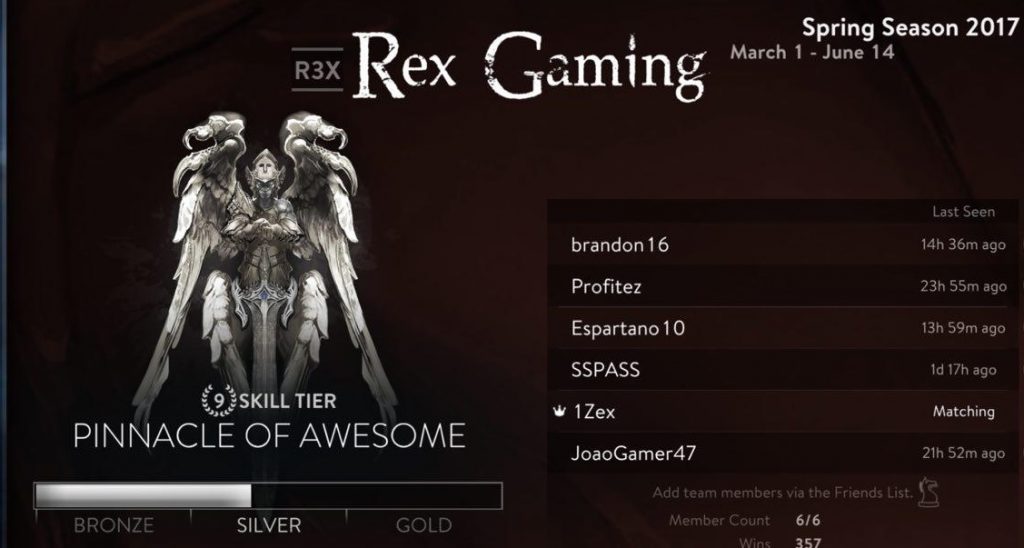 R3X Rex Gaming
Spring Season 2017
March 1 - June 14
Last Seen
brandon16 14h 36m ago
Profitez 23h 55m ago
Espartano10 13h 59m ago
SSPASS 1d 17h ago
1Zex Matching
JoaoGamer47 21h 52m ago
Add team members via the Friends List.
Member Count 6/6
Wins 357
9 SKILL TIER
PINNACLE OF AWESOME
BRONZE SILVER GOLD